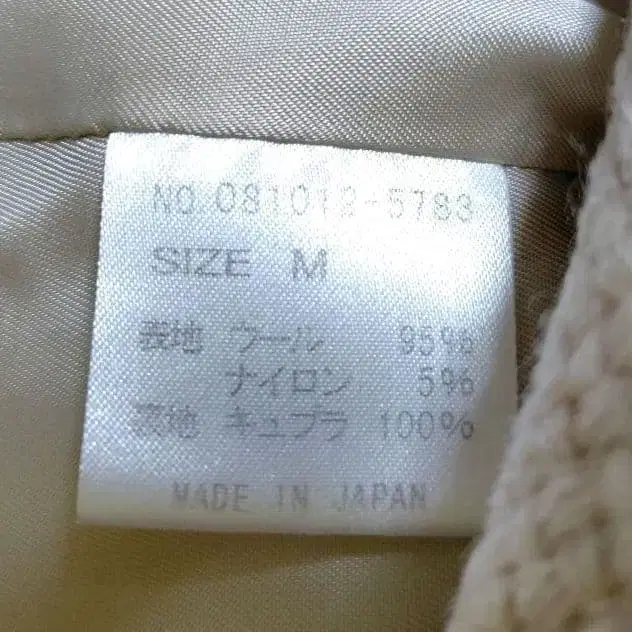 NO.081012-5783
SIZE M
表地 ウール 95%
ナイロン 5%
裏地 キュプラ 100%
MADE IN JAPAN